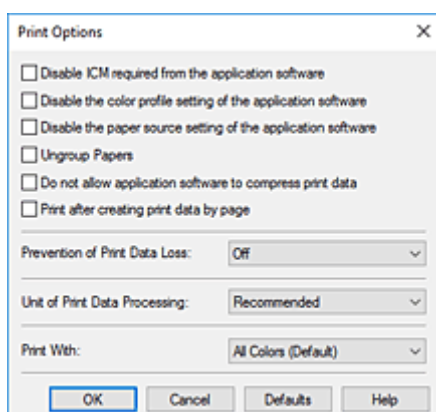 Print Options
Disable ICM required from the application software
Disable the color profile setting of the application software
Disable the paper source setting of the application software
Ungroup Papers
Do not allow application software to compress print data
Print after creating print data by page
Prevention of Print Data Loss: Off
Unit of Print Data Processing: Recommended
Print With: All Colors (Default)
OK Cancel Defaults Help